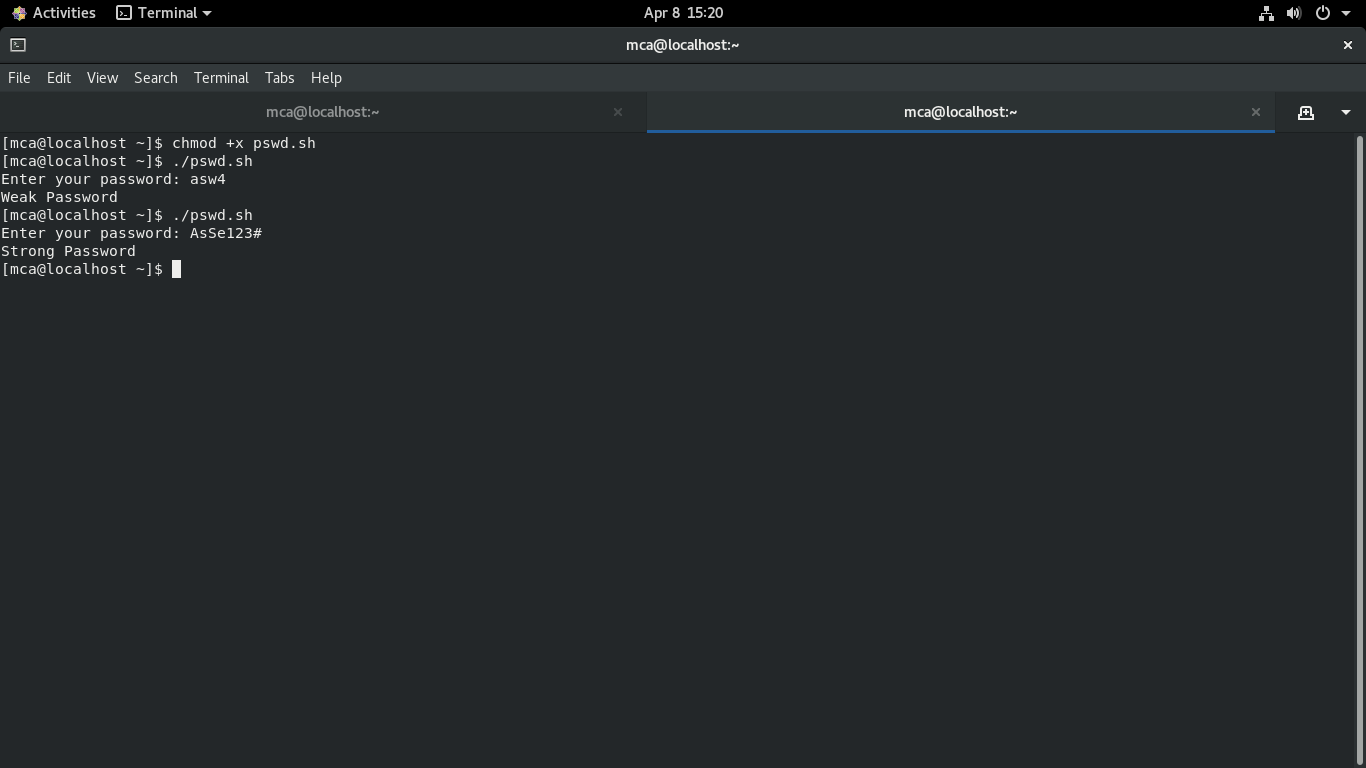 Activities Terminal Apr 8 15:20
mca@localhost:~
File Edit View Search Terminal Tabs Help
mca@localhost:~ mca@localhost:~
[mca@localhost ~]$ chmod +x pswd.sh
[mca@localhost ~]$ ./pswd.sh
Enter your password: asw4
Weak Password
[mca@localhost ~]$ ./pswd.sh
Enter your password: AsSe123#
Strong Password
[mca@localhost ~]$